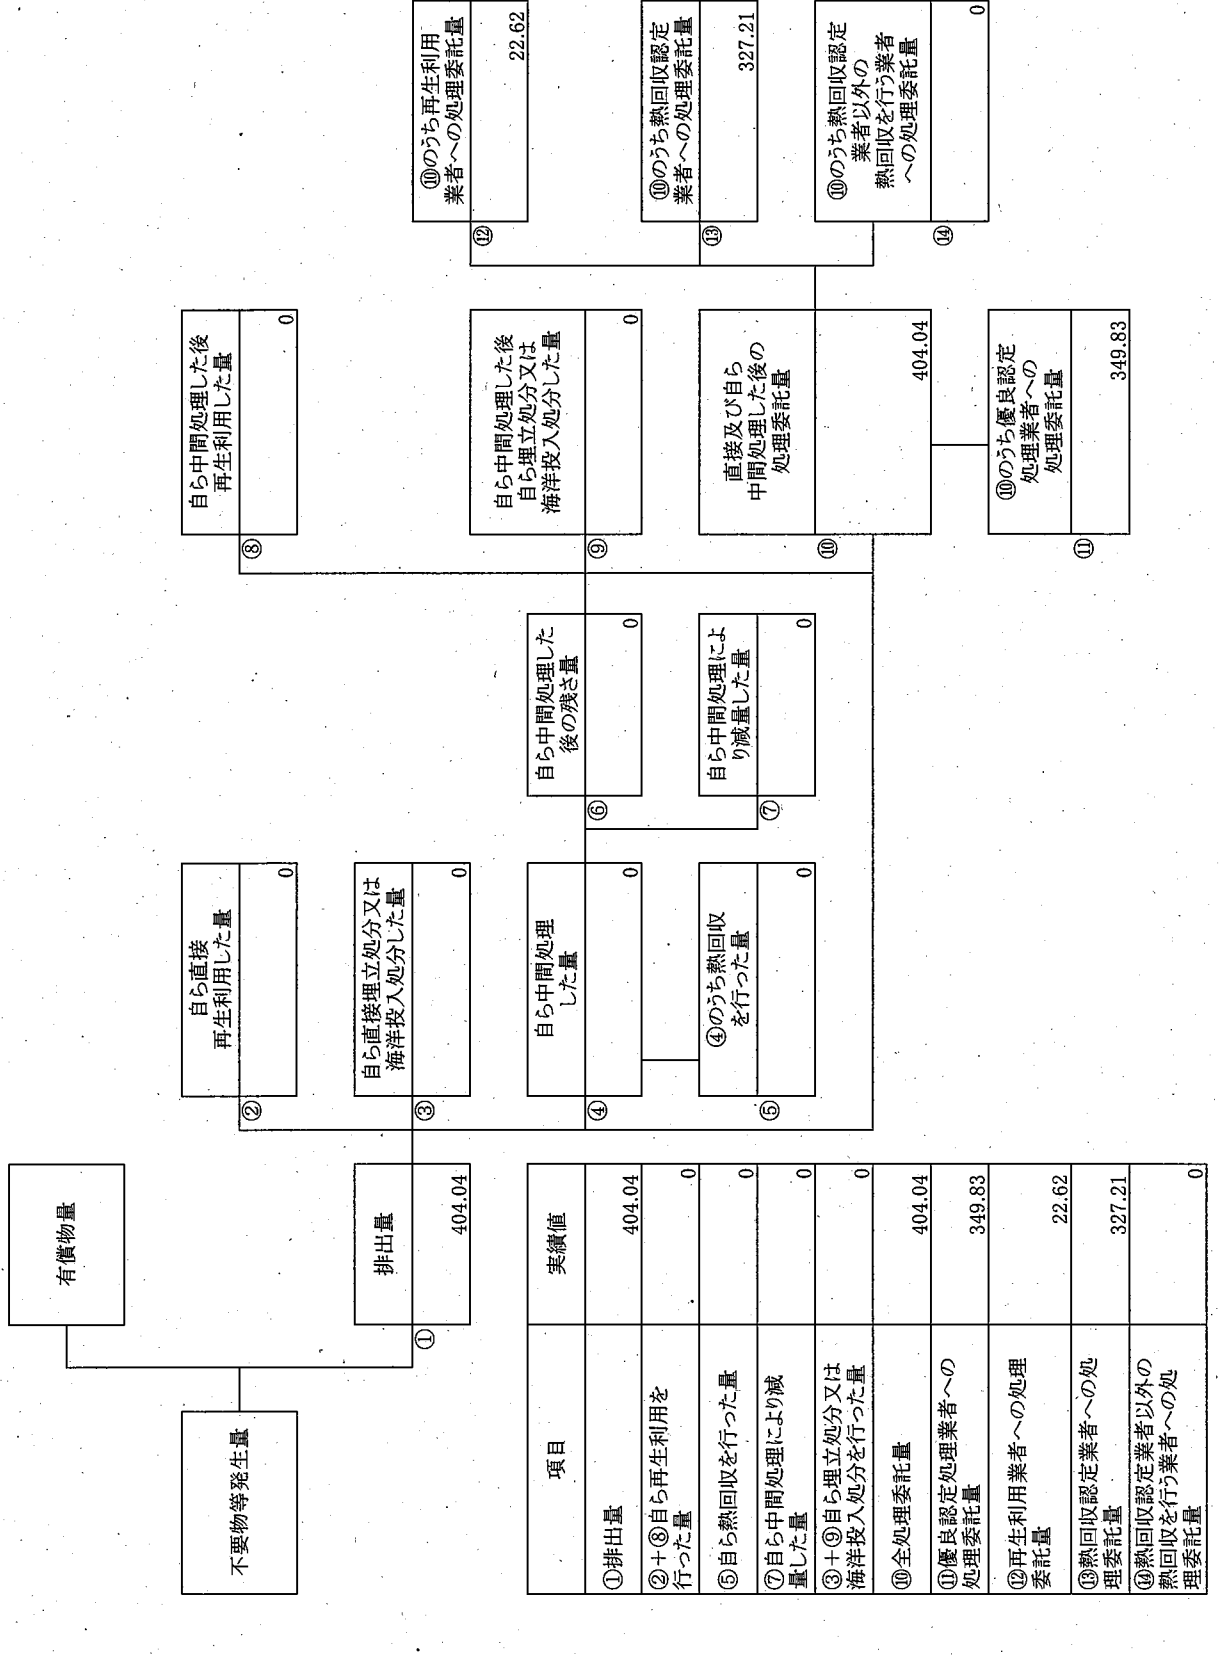 有償物量
不要物等発生量
排出量
①
404.04
自ら直接
再生利用した量
②
0
自ら直接埋立処分又は
海洋投入処分した量
③
0
自ら中間処理
した量
④
0
④のうち熱回収
を行った量
⑤
0
自ら中間処理した
後の残さ量
⑥
0
自ら中間処理によ
り減量した量
⑦
0
自ら中間処理した後
再生利用した量
⑧
0
自ら中間処理した後
自ら埋立処分又は
海洋投入処分した量
⑨
0
直接及び自ら
中間処理した後の
処理委託量
⑩
404.04
⑩のうち優良認定
処理業者への
処理委託量
⑪
349.83
⑩のうち再生利用
業者への処理委託量
⑫
22.62
⑩のうち熱回収認定
業者への処理委託量
⑬
327.21
⑩のうち熱回収認定
業者以外の
熱回収を行う業者
への処理委託量
⑭
0
項目 実績値
①排出量 404.04
②+⑧自ら再生利用を
行った量 0
⑤自ら熱回収を行った量 0
⑦自ら中間処理により減
量した量 0
③+⑨自ら埋立処分又は
海洋投入処分を行った量 0
⑩全処理委託量 404.04
⑪優良認定処理業者への
処理委託量 349.83
⑫再生利用業者への処理
委託量 22.62
⑬熱回収認定業者への処
理委託量 327.21
⑭熱回収認定業者以外の
熱回収を行う業者への処
理委託量 0